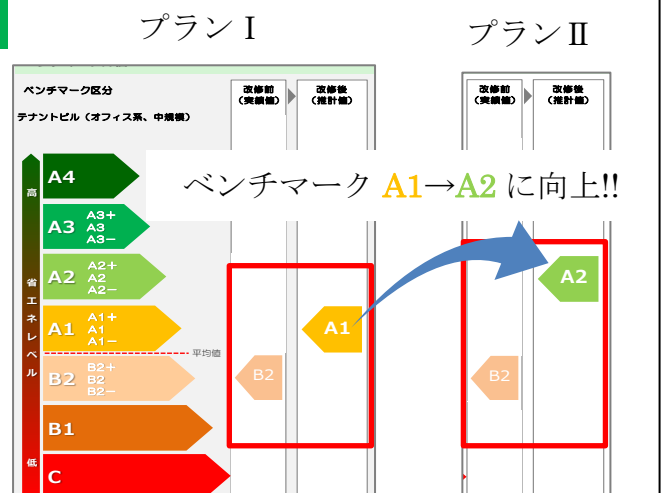 プランⅠ
プランⅡ
ベンチマーク区分
テナントビル（オフィス系、中規模）
改修前
（実績値）
改修後
（推計値）
改修前
（実績値）
改修後
（推計値）
ベンチマーク A1→A2 に向上!!
高
省エネレベル
低
A4
A3
A3+
A3
A3−
A2
A2+
A2
A2−
A1
A1+
A1
A1−
平均値
B2
B2+
B2
B2−
B1
C
B2
A1
B2
A2